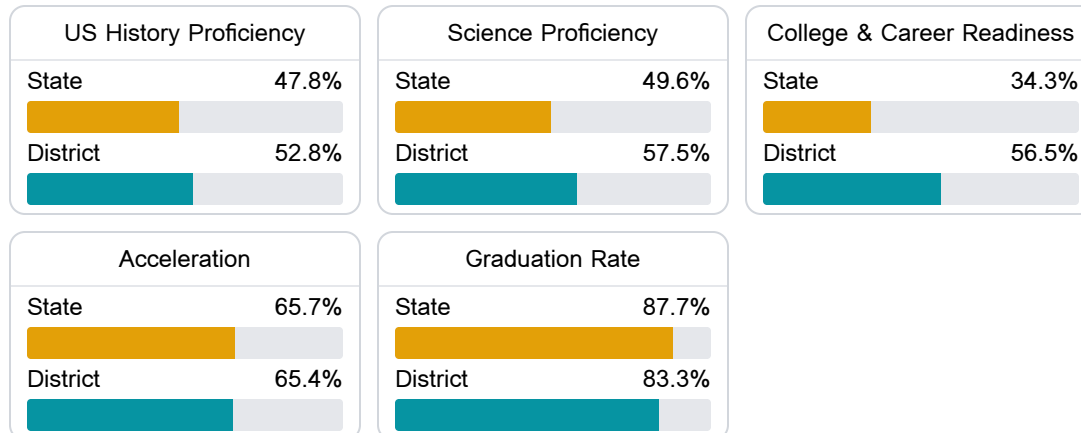 US History Proficiency
State 47.8%
District 52.8%
Science Proficiency
State 49.6%
District 57.5%
College & Career Readiness
State 34.3%
District 56.5%
Acceleration
State 65.7%
District 65.4%
Graduation Rate
State 87.7%
District 83.3%